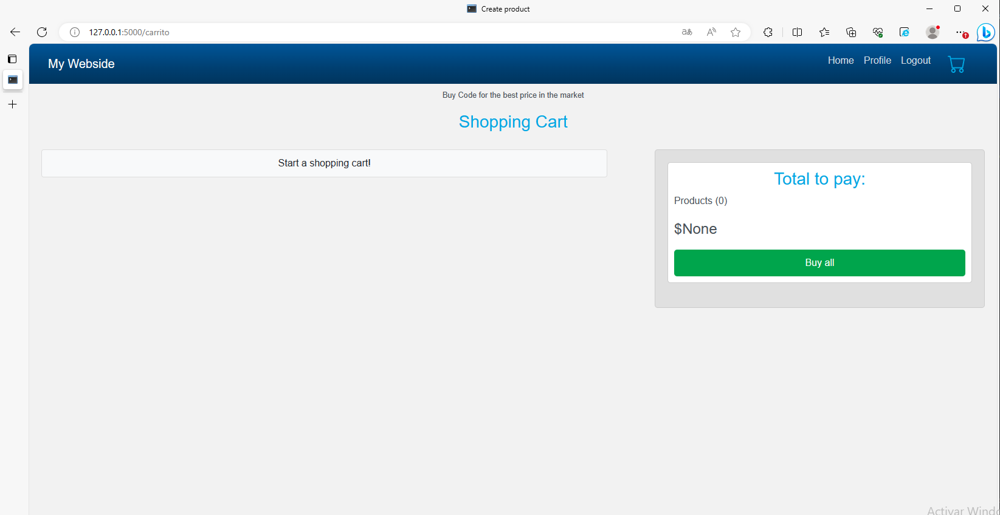 Create product
127.0.0.1:5000/carrito
My Webside
Home Profile Logout
Buy Code for the best price in the market
Shopping Cart
Start a shopping cart!
Total to pay:
Products (0)
$None
Buy all
Activar Windo